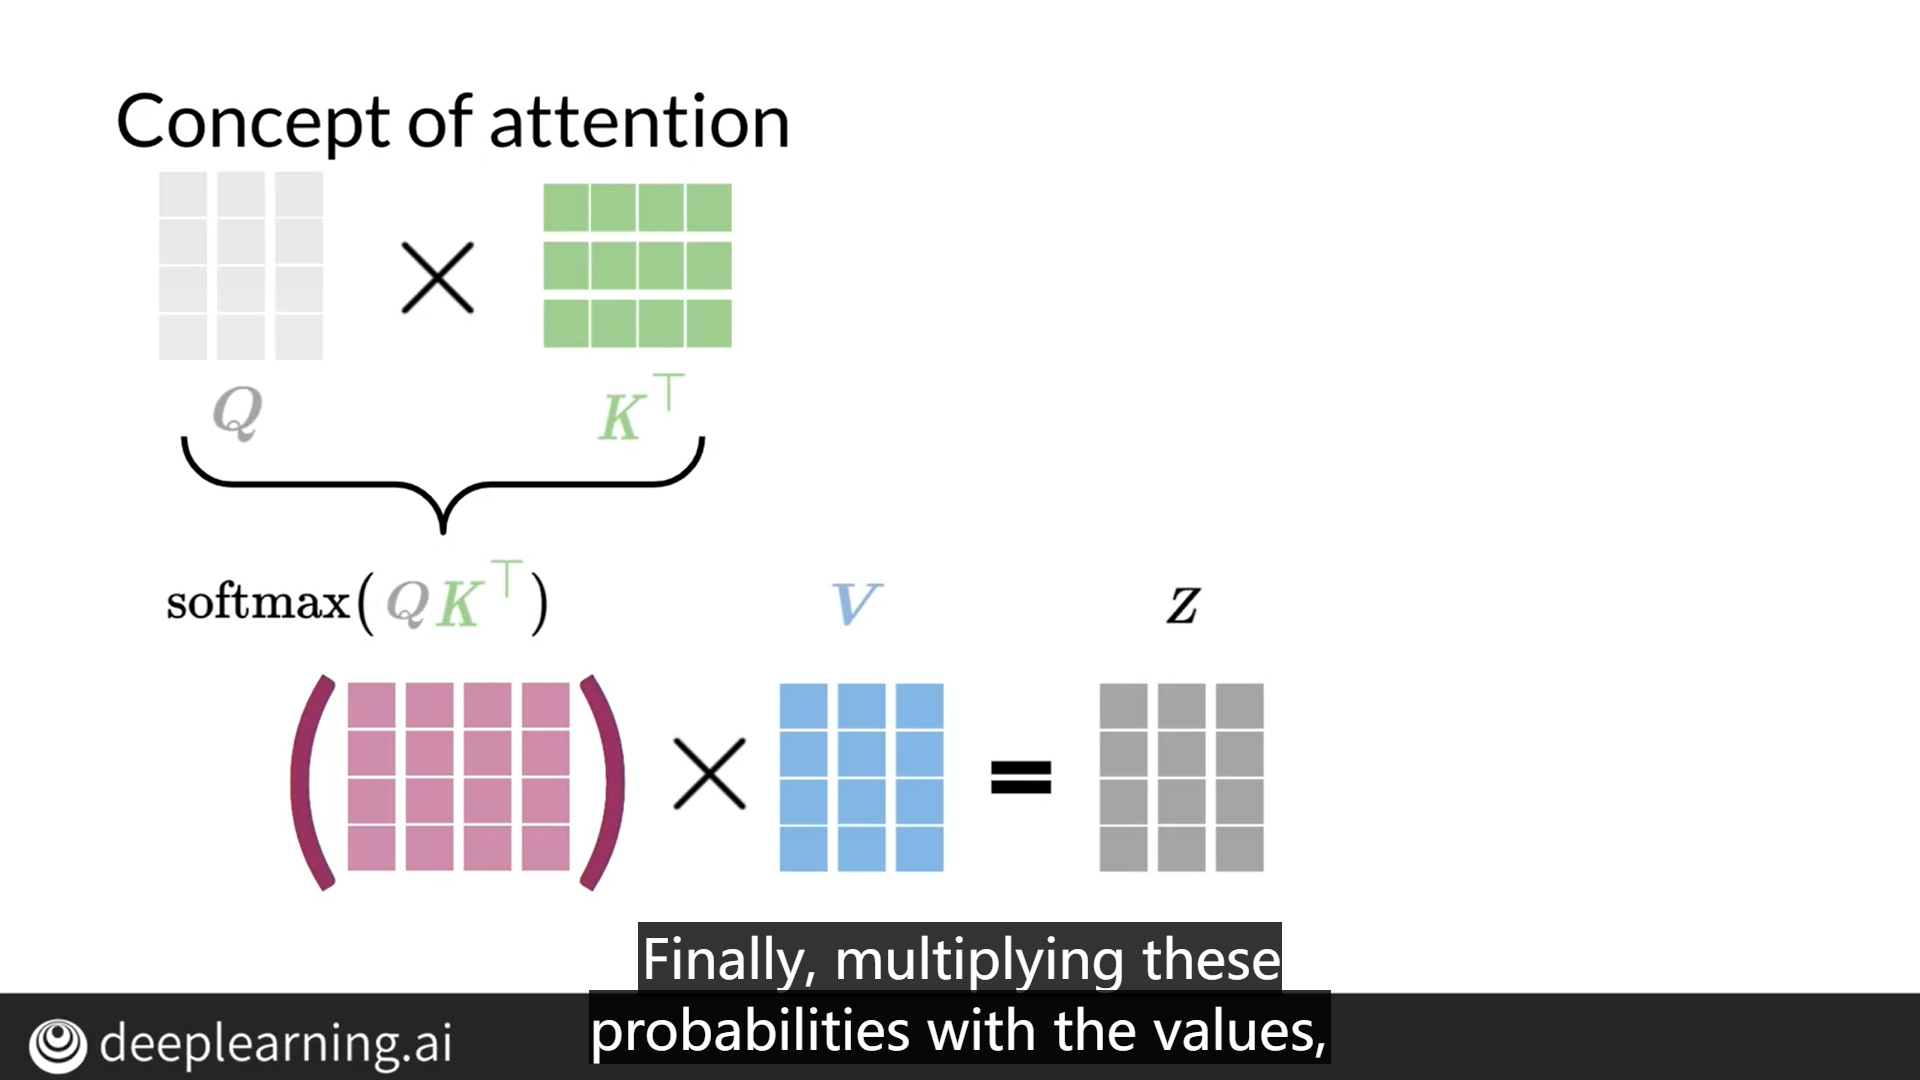 Concept of attention
×
Q
K⊤
softmax(QK⊤)
V
Z
( ) × =
Finally, multiplying these
probabilities with the values,
deeplearning.ai